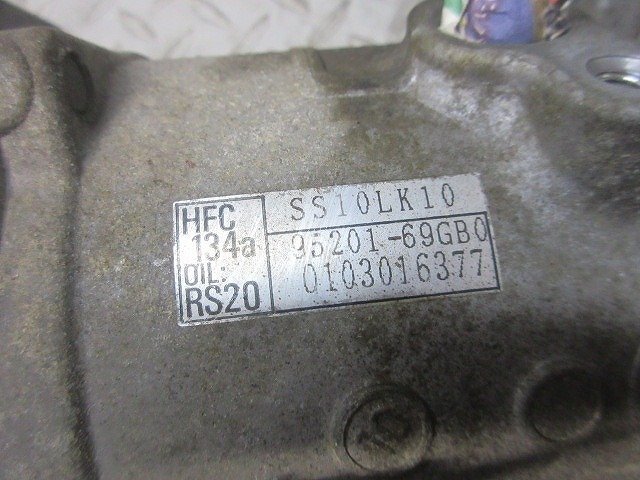 HFC
134a
OIL:
RS20
SS10LK10
95201-69GB0
0103016377